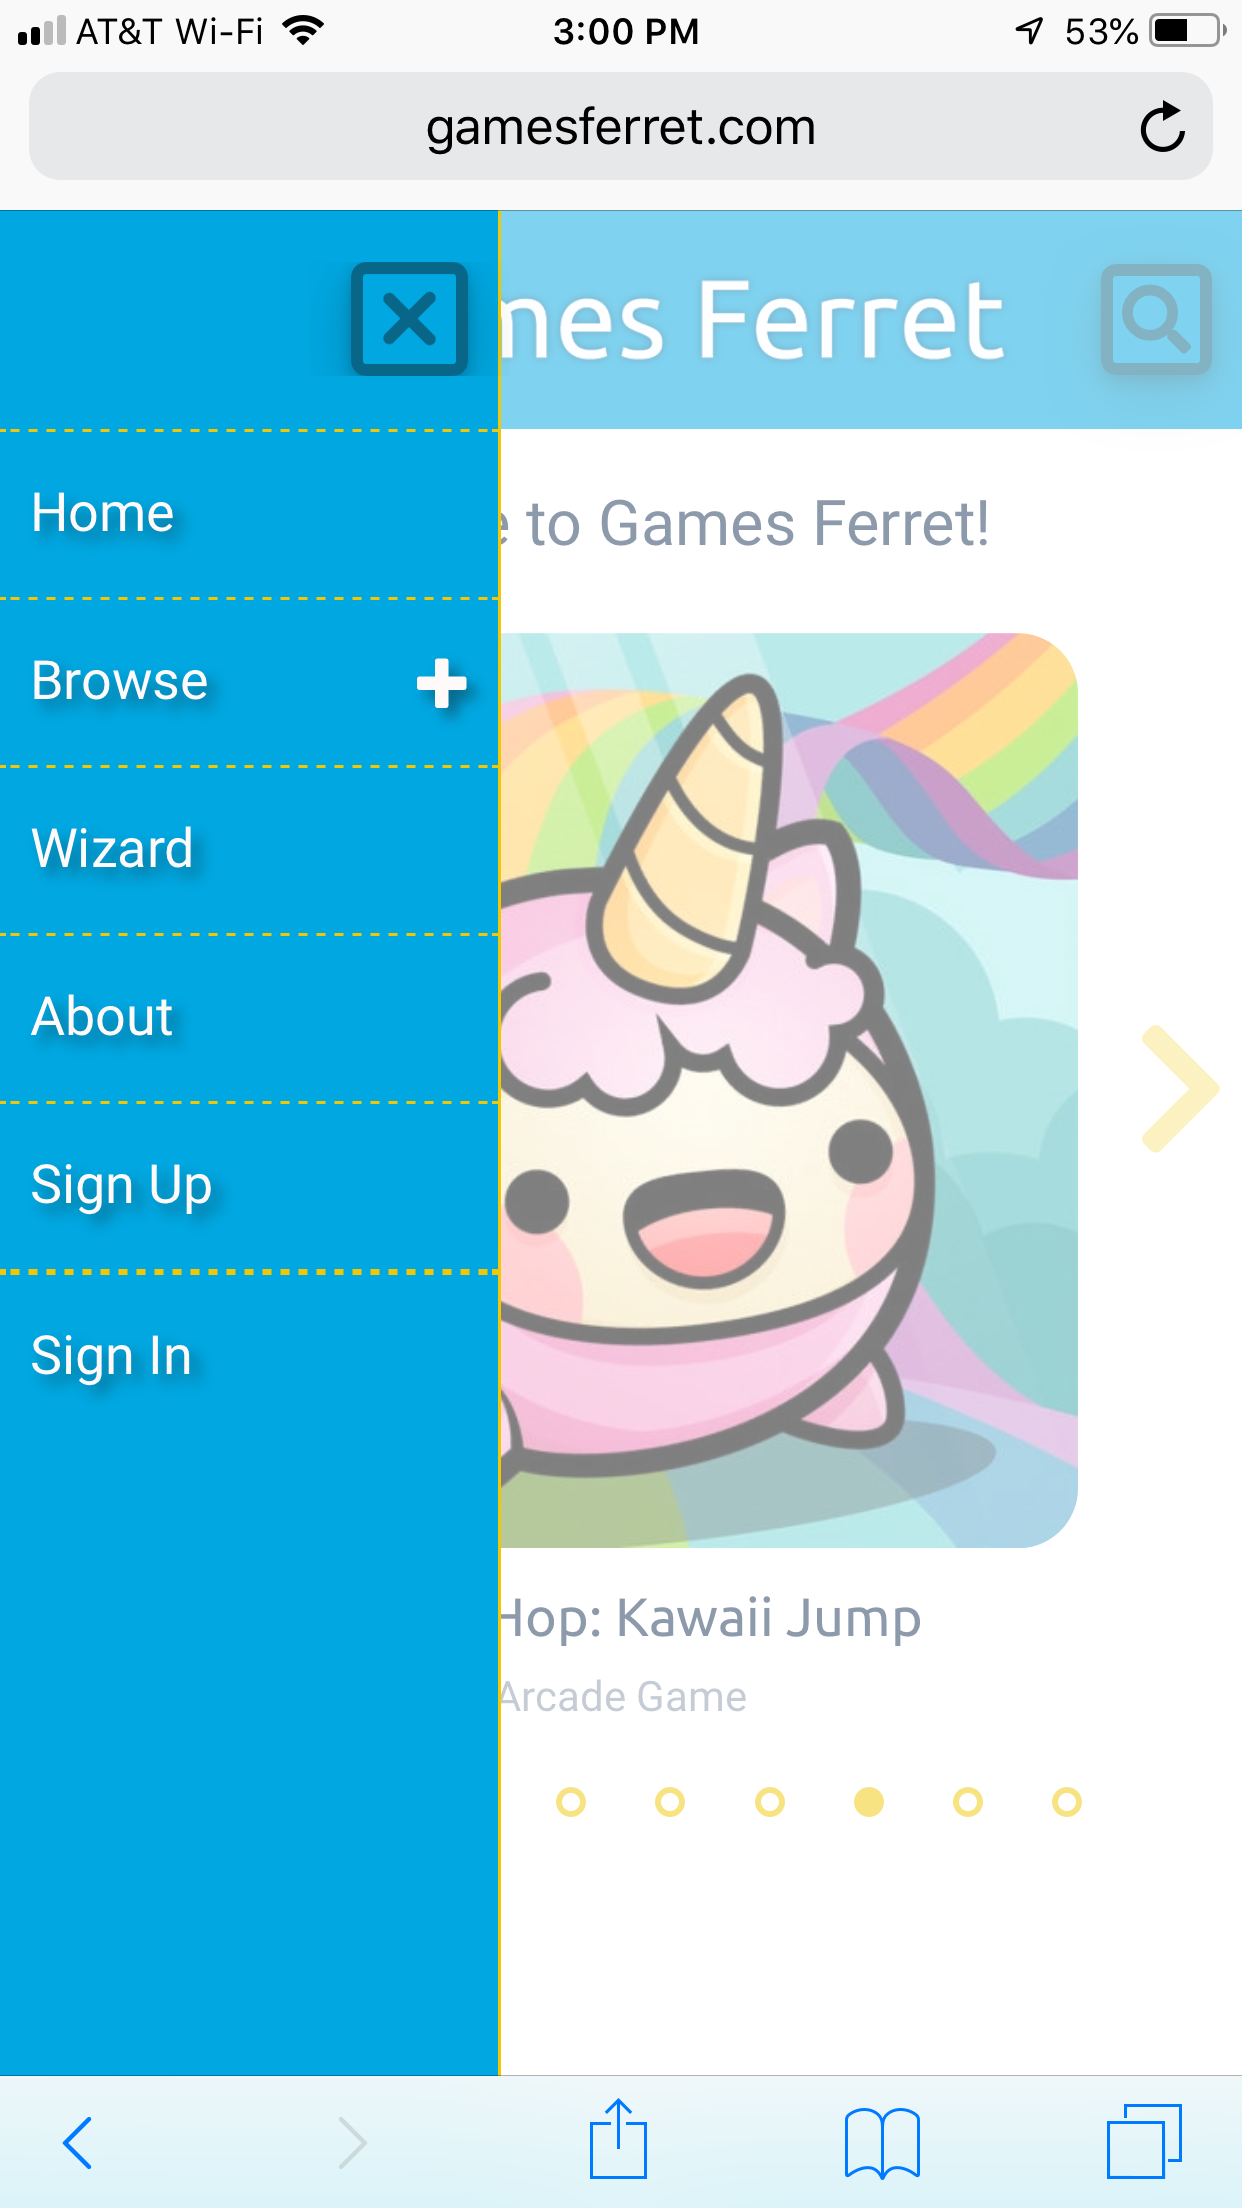 AT&T Wi-Fi 3:00 PM 53%
gamesferret.com
mes Ferret
Home
e to Games Ferret!
Browse
Wizard
About
Sign Up
Sign In
Hop: Kawaii Jump
Arcade Game